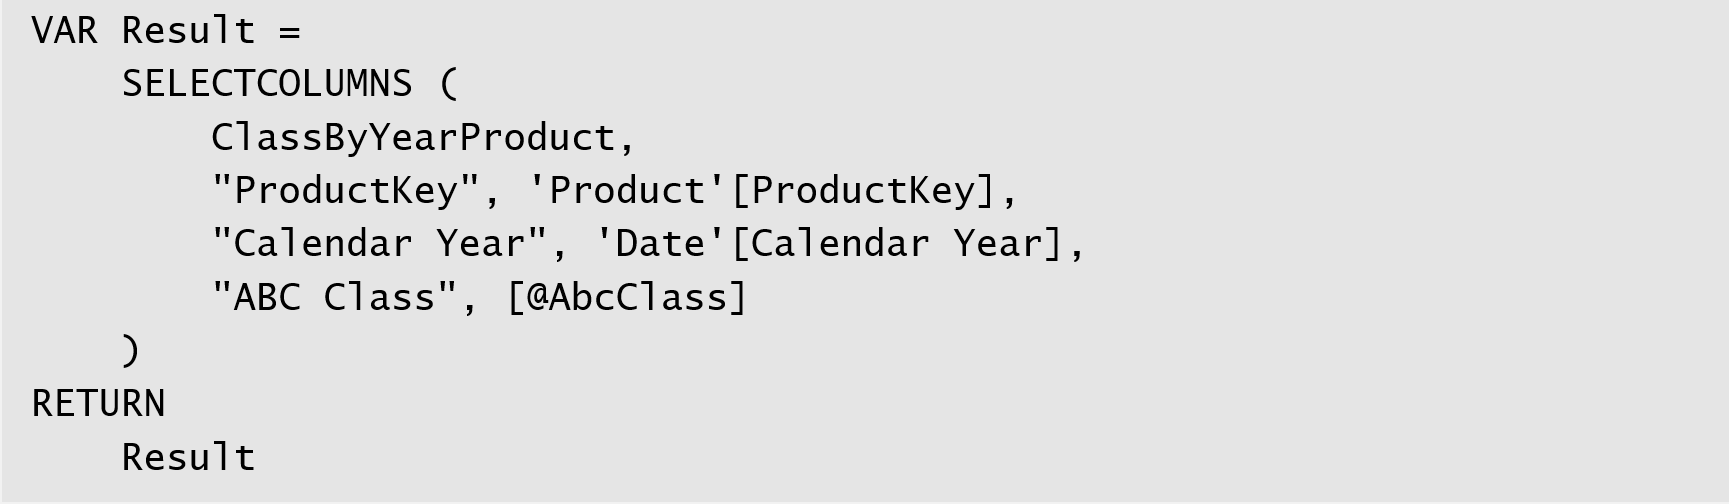 VAR Result =
    SELECTCOLUMNS (
        ClassByYearProduct,
        "ProductKey", 'Product'[ProductKey],
        "Calendar Year", 'Date'[Calendar Year],
        "ABC Class", [@AbcClass]
    )
RETURN
    Result